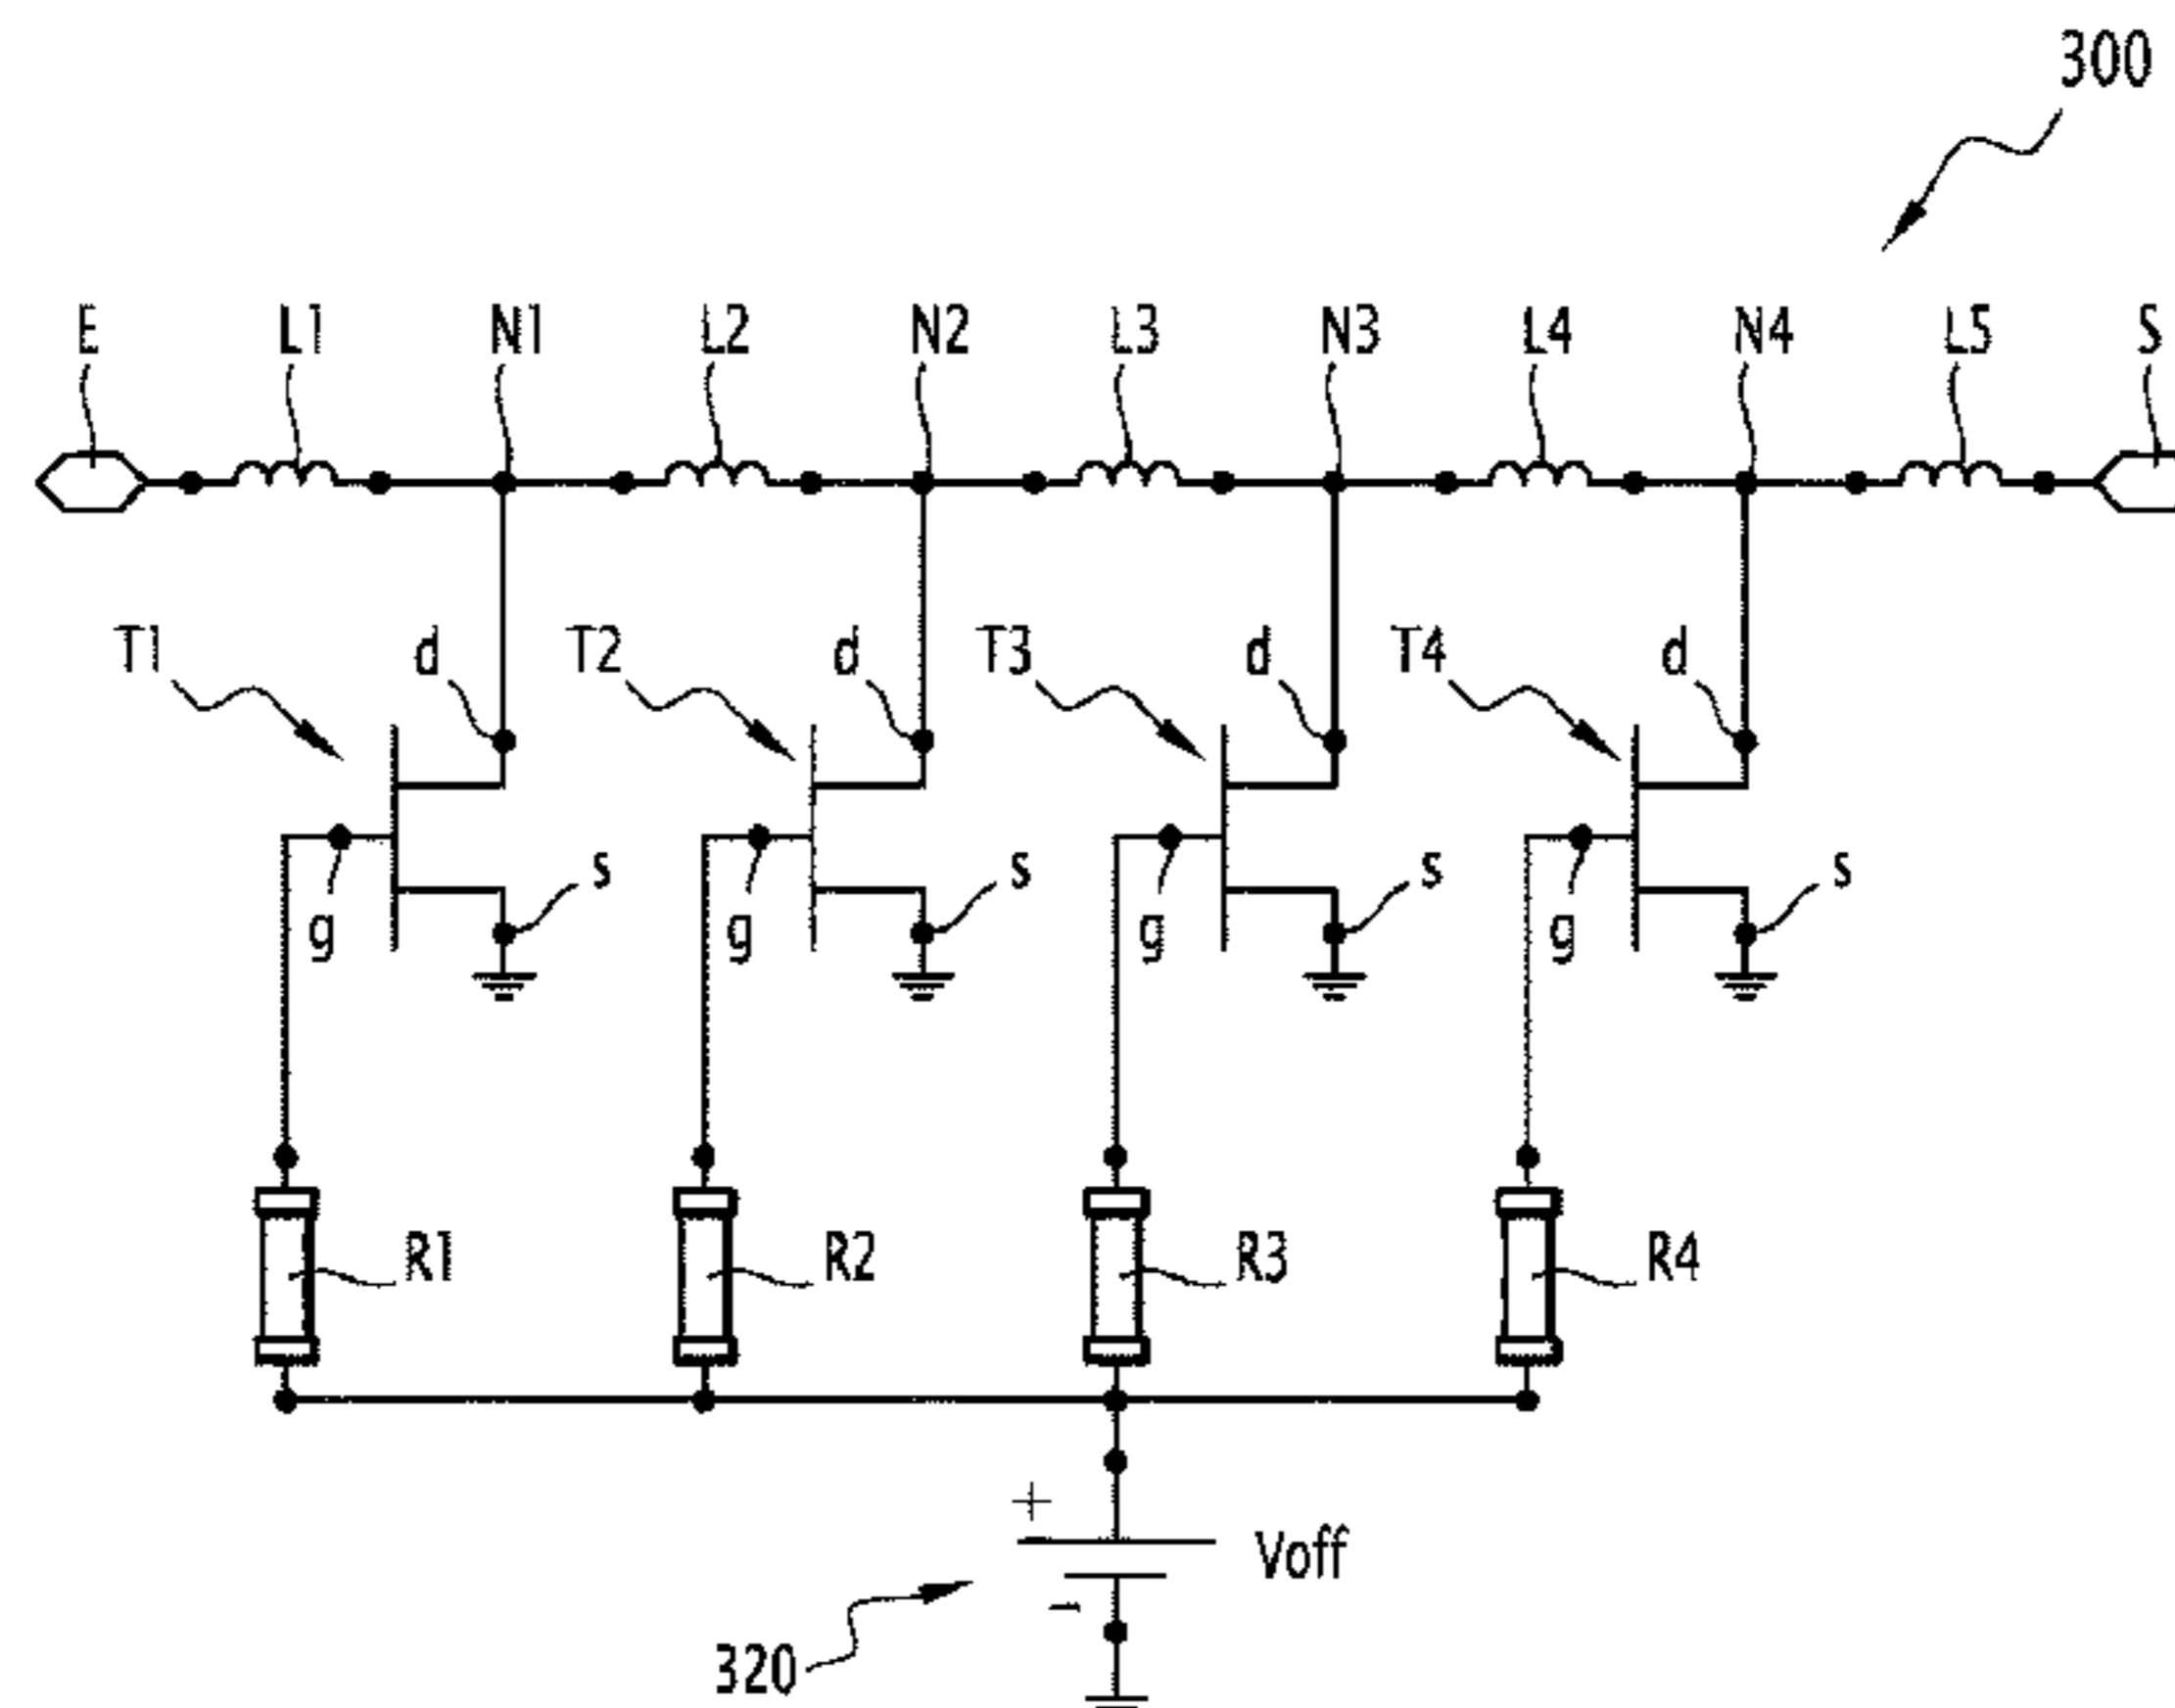 300
E L1 N1 L2 N2 L3 N3 L4 N4 L5 S
T1 d T2 d T3 d T4 d
s s s s
g g g g
R1 R2 R3 R4
+
Voff
-
320